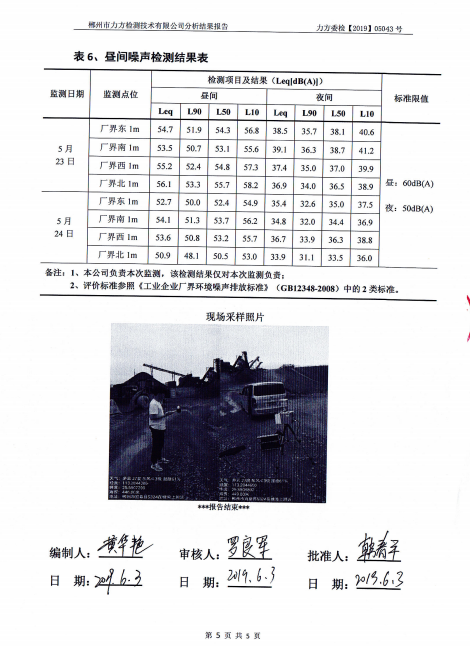 郴州市力方检测技术有限公司分析结果报告 力方委检【2019】05043 号
表 6、昼间噪声检测结果表
监测日期 监测点位 检测项目及结果（Leq[dB(A)]） 标准限值
昼间 夜间
Leq L90 L50 L10 Leq L90 L50 L10
5 月 23 日
厂界东 1m 54.7 51.9 54.3 56.8 38.5 35.7 38.1 40.6
厂界南 1m 53.5 50.7 53.1 55.6 39.1 36.3 38.7 41.2
厂界西 1m 55.2 52.4 54.8 57.3 37.4 35.0 37.0 39.9
厂界北 1m 56.1 53.3 55.7 58.2 36.9 34.0 36.5 38.9
昼：60dB(A)
夜：50dB(A)
5 月 24 日
厂界东 1m 52.7 50.0 52.4 54.9 35.4 32.6 35.0 37.5
厂界南 1m 54.1 51.3 53.7 56.2 34.8 32.0 34.4 36.9
厂界西 1m 53.6 50.8 53.2 55.7 36.7 33.9 36.3 38.8
厂界北 1m 50.9 48.1 50.5 53.0 33.9 31.1 33.5 36.0
备注：1、本公司负责本次监测，该检测结果仅对本次监测负责；
2、评价标准参照《工业企业厂界环境噪声排放标准》（GB12348-2008）中的 2 类标准。
现场采样照片
***报告结束***
编制人：黄华艳 审核人：罗良军 批准人：
日 期：2019.6.3 日 期：2019.6.3 日 期：2019.6.3
第 5 页 共 5 页